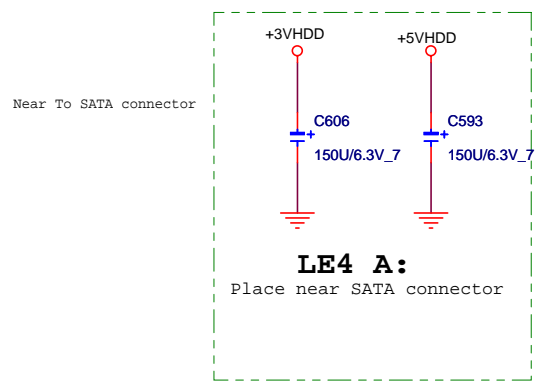 +3VHDD
+5VHDD
Near To SATA connector
C606
C593
+
+
150U/6.3V_7
150U/6.3V_7
LE4 A:
Place near SATA connector